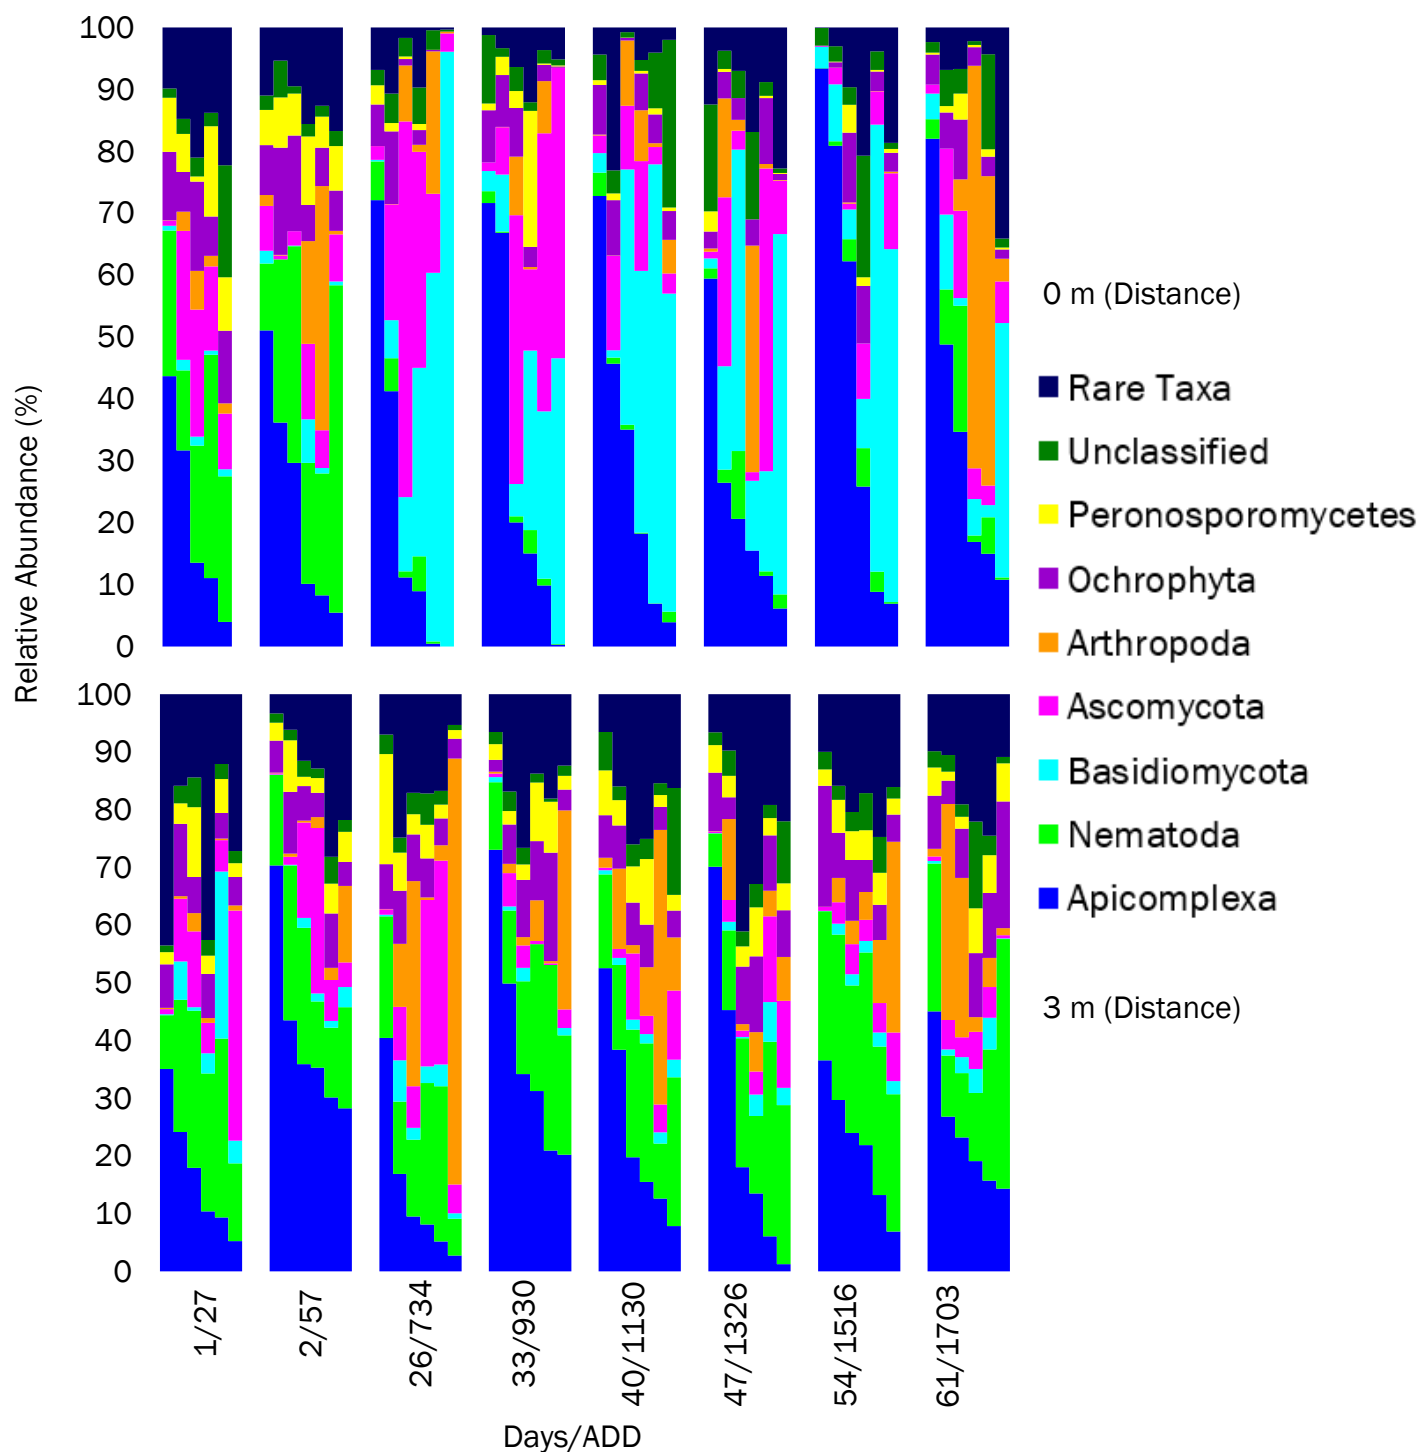 100
90
80
70
60
50
40
30
20
10
0
Relative Abundance (%)
0 m (Distance)
Rare Taxa
Unclassified
Peronosporomycetes
Ochrophyta
Arthropoda
Ascomycota
Basidiomycota
Nematoda
Apicomplexa
3 m (Distance)
100
90
80
70
60
50
40
30
20
10
0
1/27
2/57
26/734
33/930
40/1130
47/1326
54/1516
61/1703
Days/ADD